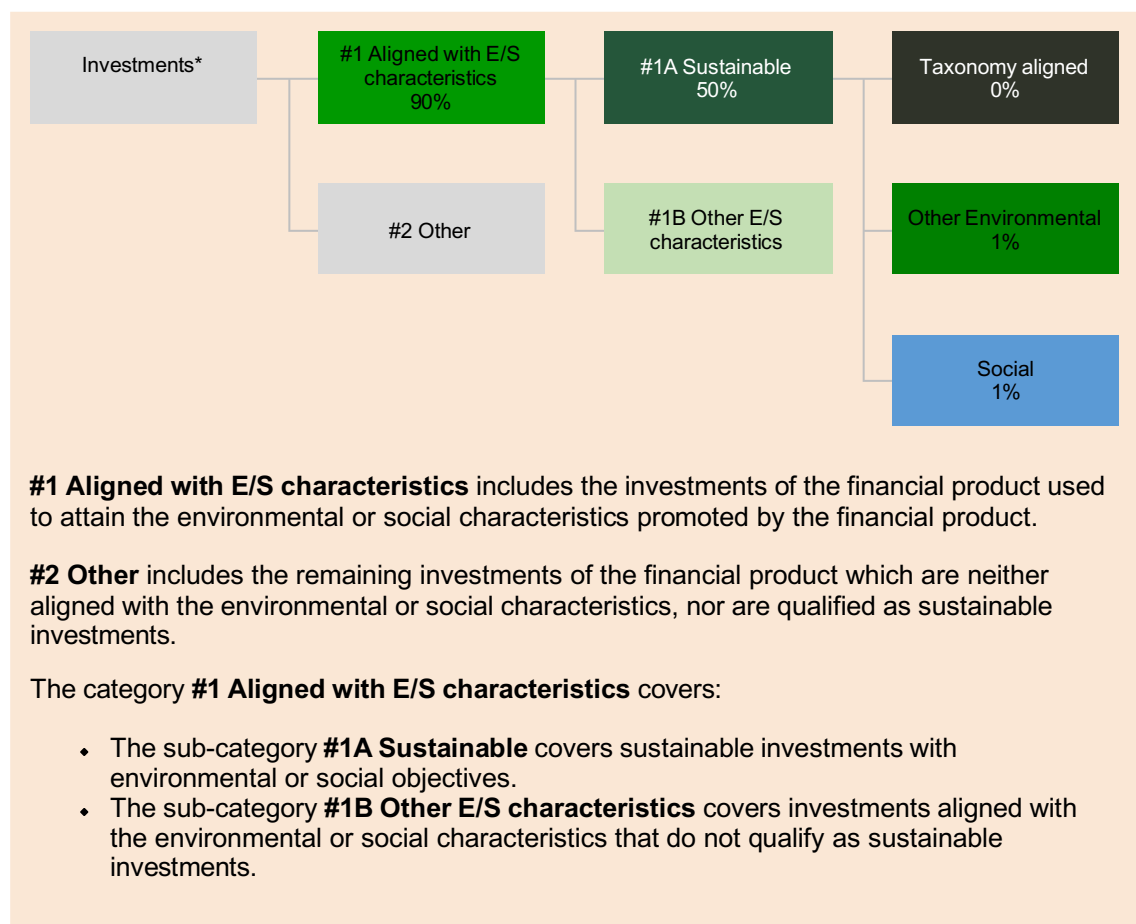 Investments*
#1 Aligned with E/S
characteristics
90%
#1A Sustainable
50%
Taxonomy aligned
0%
#2 Other
#1B Other E/S
characteristics
Other Environmental
1%
Social
1%
#1 Aligned with E/S characteristics includes the investments of the financial product used
to attain the environmental or social characteristics promoted by the financial product.
#2 Other includes the remaining investments of the financial product which are neither
aligned with the environmental or social characteristics, nor are qualified as sustainable
investments.
The category #1 Aligned with E/S characteristics covers:
• The sub-category #1A Sustainable covers sustainable investments with
environmental or social objectives.
• The sub-category #1B Other E/S characteristics covers investments aligned with
the environmental or social characteristics that do not qualify as sustainable
investments.